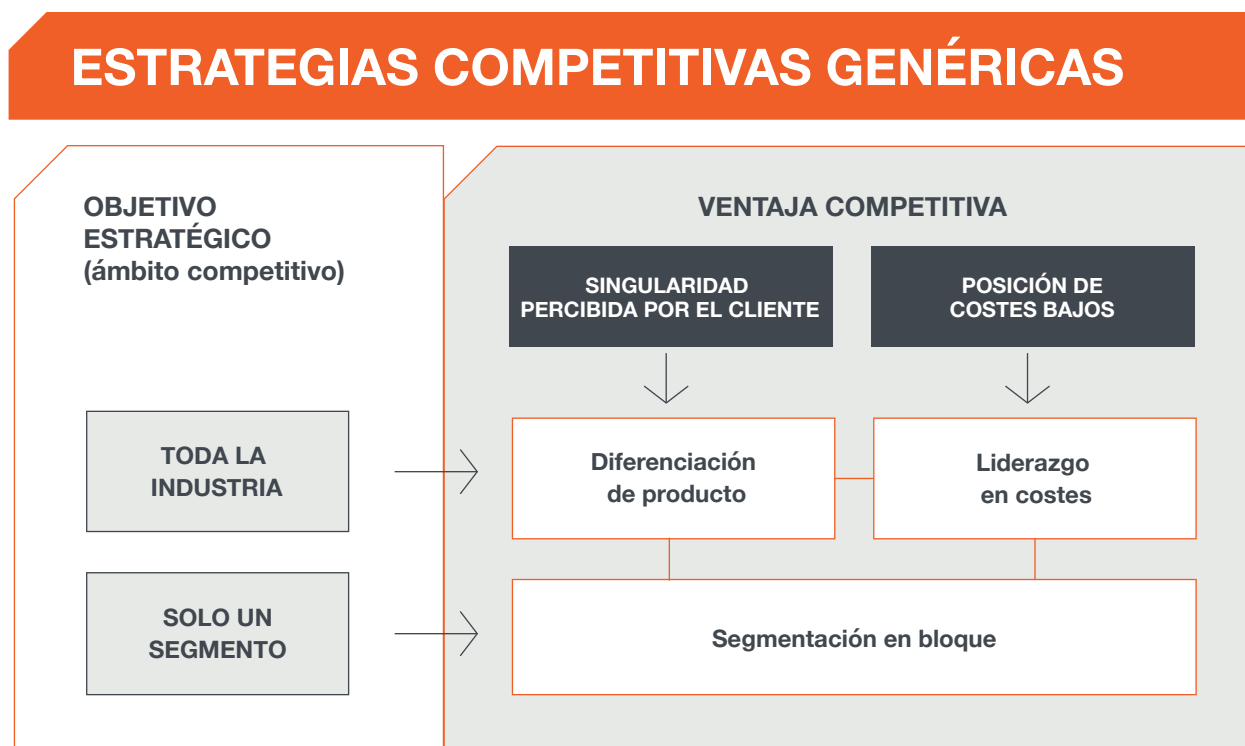 ESTRATEGIAS COMPETITIVAS GENÉRICAS
OBJETIVO
ESTRATÉGICO
(ámbito competitivo)
VENTAJA COMPETITIVA
SINGULARIDAD
PERCIBIDA POR EL CLIENTE
POSICIÓN DE
COSTES BAJOS
TODA LA
INDUSTRIA
Diferenciación
de producto
Liderazgo
en costes
SOLO UN
SEGMENTO
Segmentación en bloque